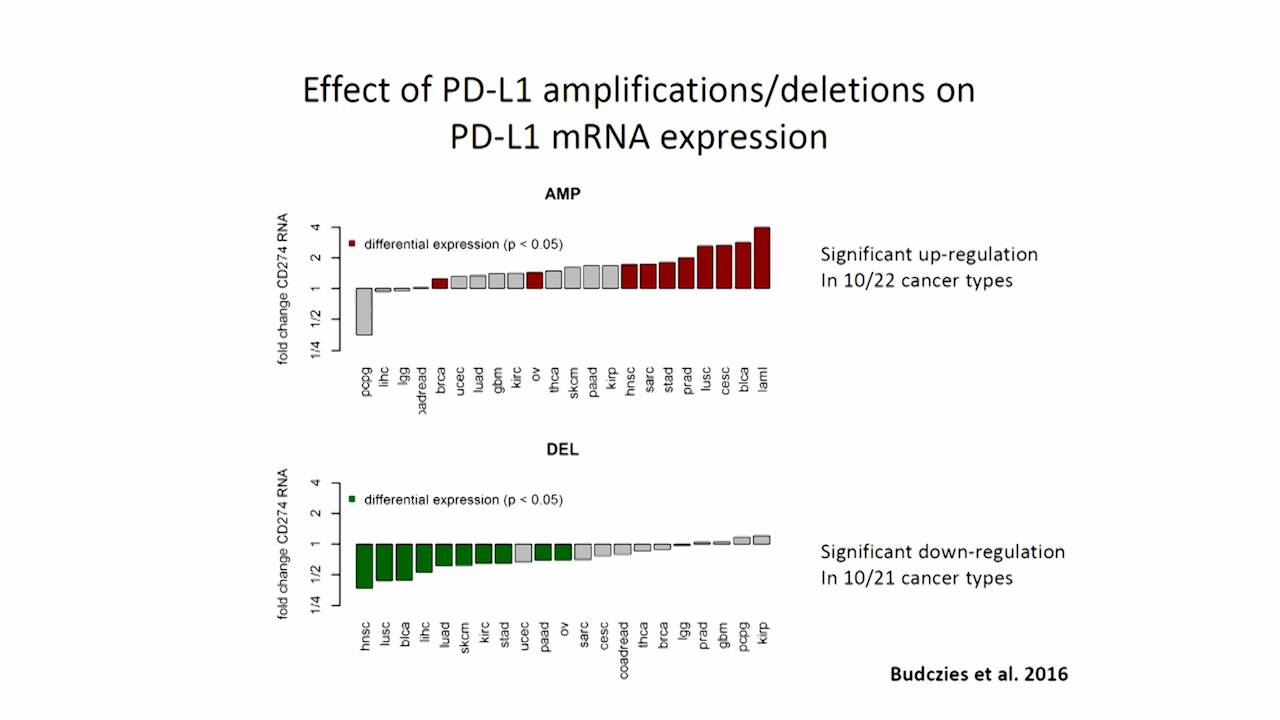 Effect of PD-L1 amplifications/deletions on
PD-L1 mRNA expression
AMP
fold change CD274 RNA
4
2
1
1/2
1/4
differential expression (p < 0.05)
pcpg
lihc
lgg
oadread
brca
ucec
luad
gbm
kirc
ov
thca
skcm
paad
kirp
hnsc
sarc
stad
prad
lusc
cesc
blca
laml
Significant up-regulation
In 10/22 cancer types
DEL
fold change CD274 RNA
4
2
1
1/2
1/4
differential expression (p < 0.05)
hnsc
lusc
blca
lihc
luad
skcm
kirc
stad
ucec
paad
ov
sarc
cesc
coadread
thca
brca
lgg
prad
gbm
pcpg
kirp
Significant down-regulation
In 10/21 cancer types
Budczies et al. 2016